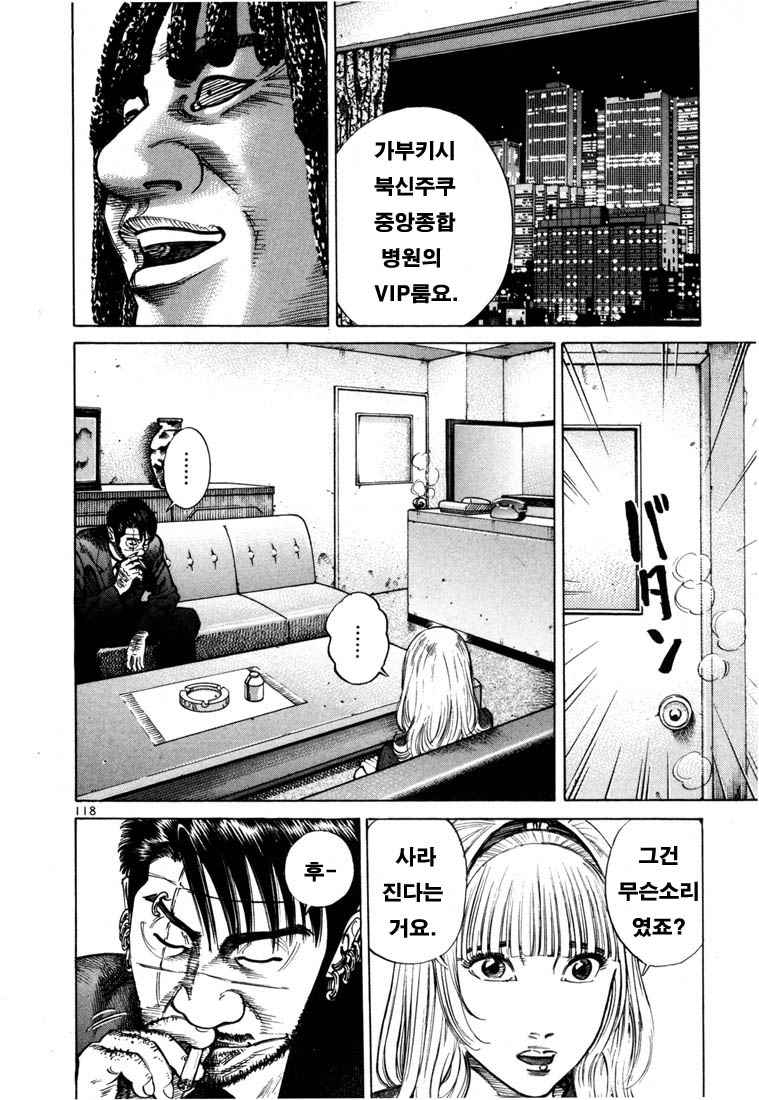 가부키시
북신주쿠
중앙종합
병원의
VIP룸요.
バタン
……
……
118
그건
무슨소리
였죠?
사라
진다는
거요.
후-